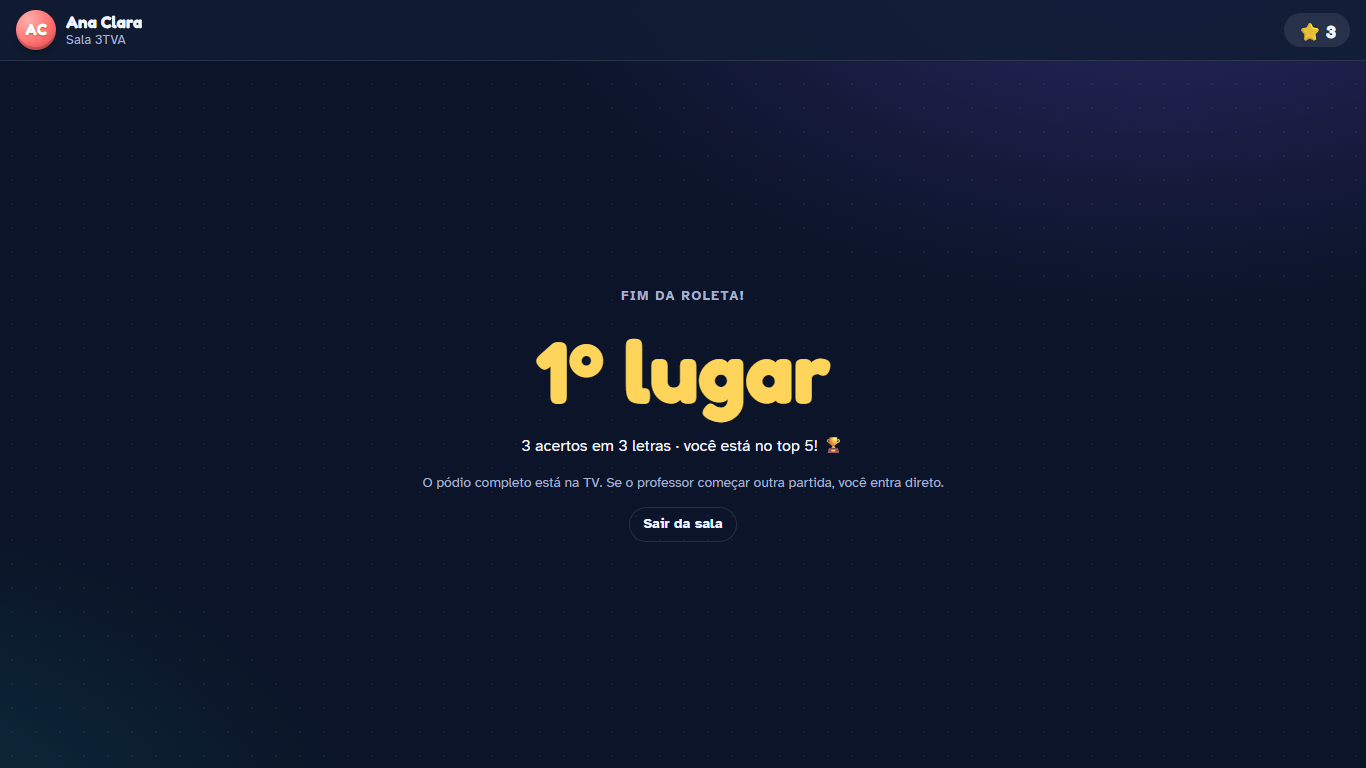 AC
Ana Clara
Sala 3TVA
3
FIM DA ROLETA!
1º lugar
3 acertos em 3 letras · você está no top 5!
O pódio completo está na TV. Se o professor começar outra partida, você entra direto.
Sair da sala